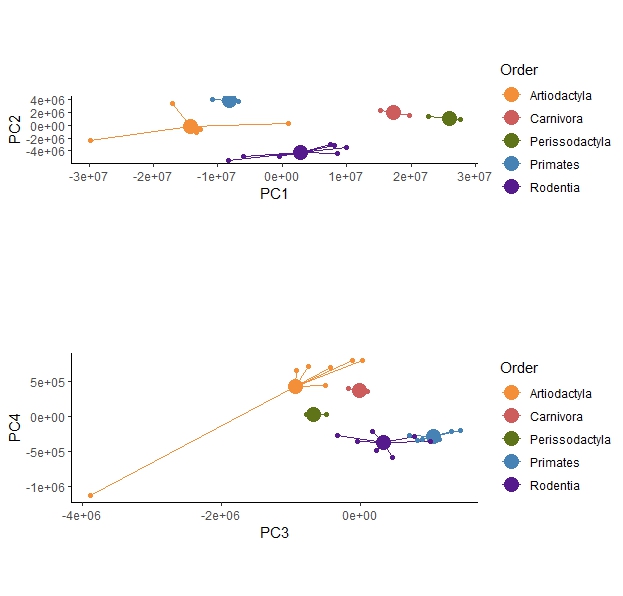 Order
Artiodactyla
Carnivora
Perissodactyla
Primates
Rodentia
PC2
4e+06
2e+06
0e+00
-2e+06
-4e+06
-3e+07 -2e+07 -1e+07 0e+00 1e+07 2e+07 3e+07
PC1
Order
Artiodactyla
Carnivora
Perissodactyla
Primates
Rodentia
PC4
5e+05
0e+00
-5e+05
-1e+06
-4e+06 -2e+06 0e+00
PC3